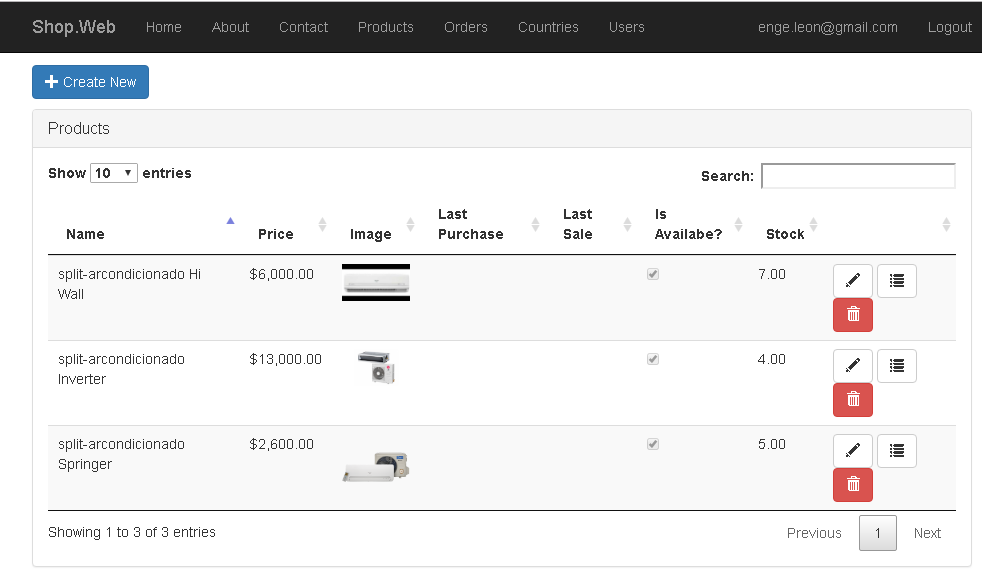 Shop.Web Home About Contact Products Orders Countries Users enge.leon@gmail.com Logout
Create New
Products
Show 10 entries Search:
Name Price Image Last Purchase Last Sale Is Availabe? Stock
split-arcondicionado Hi Wall $6,000.00 7.00
split-arcondicionado Inverter $13,000.00 4.00
split-arcondicionado Springer $2,600.00 5.00
Showing 1 to 3 of 3 entries Previous 1 Next